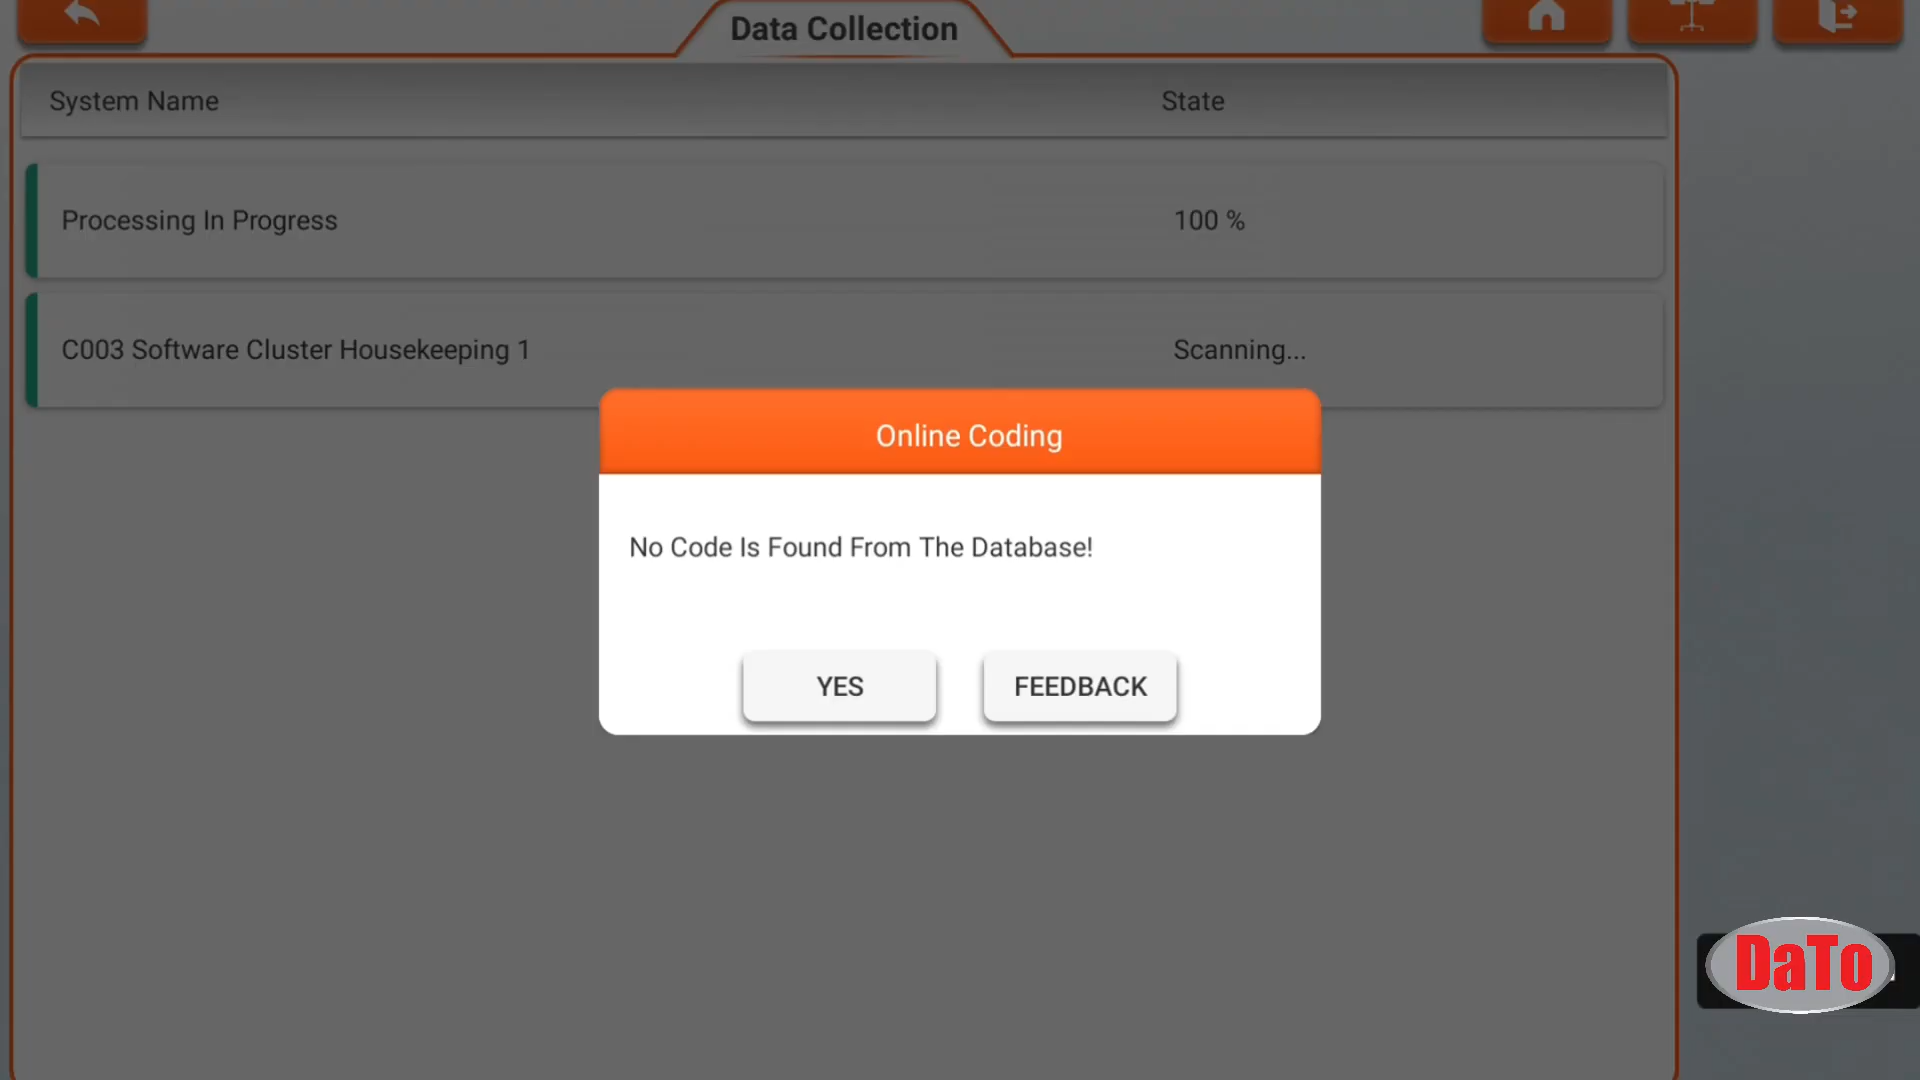 Data Collection
System Name State
Processing In Progress 100 %
C003 Software Cluster Housekeeping 1 Scanning...
Online Coding
No Code Is Found From The Database!
YES FEEDBACK
DaTo